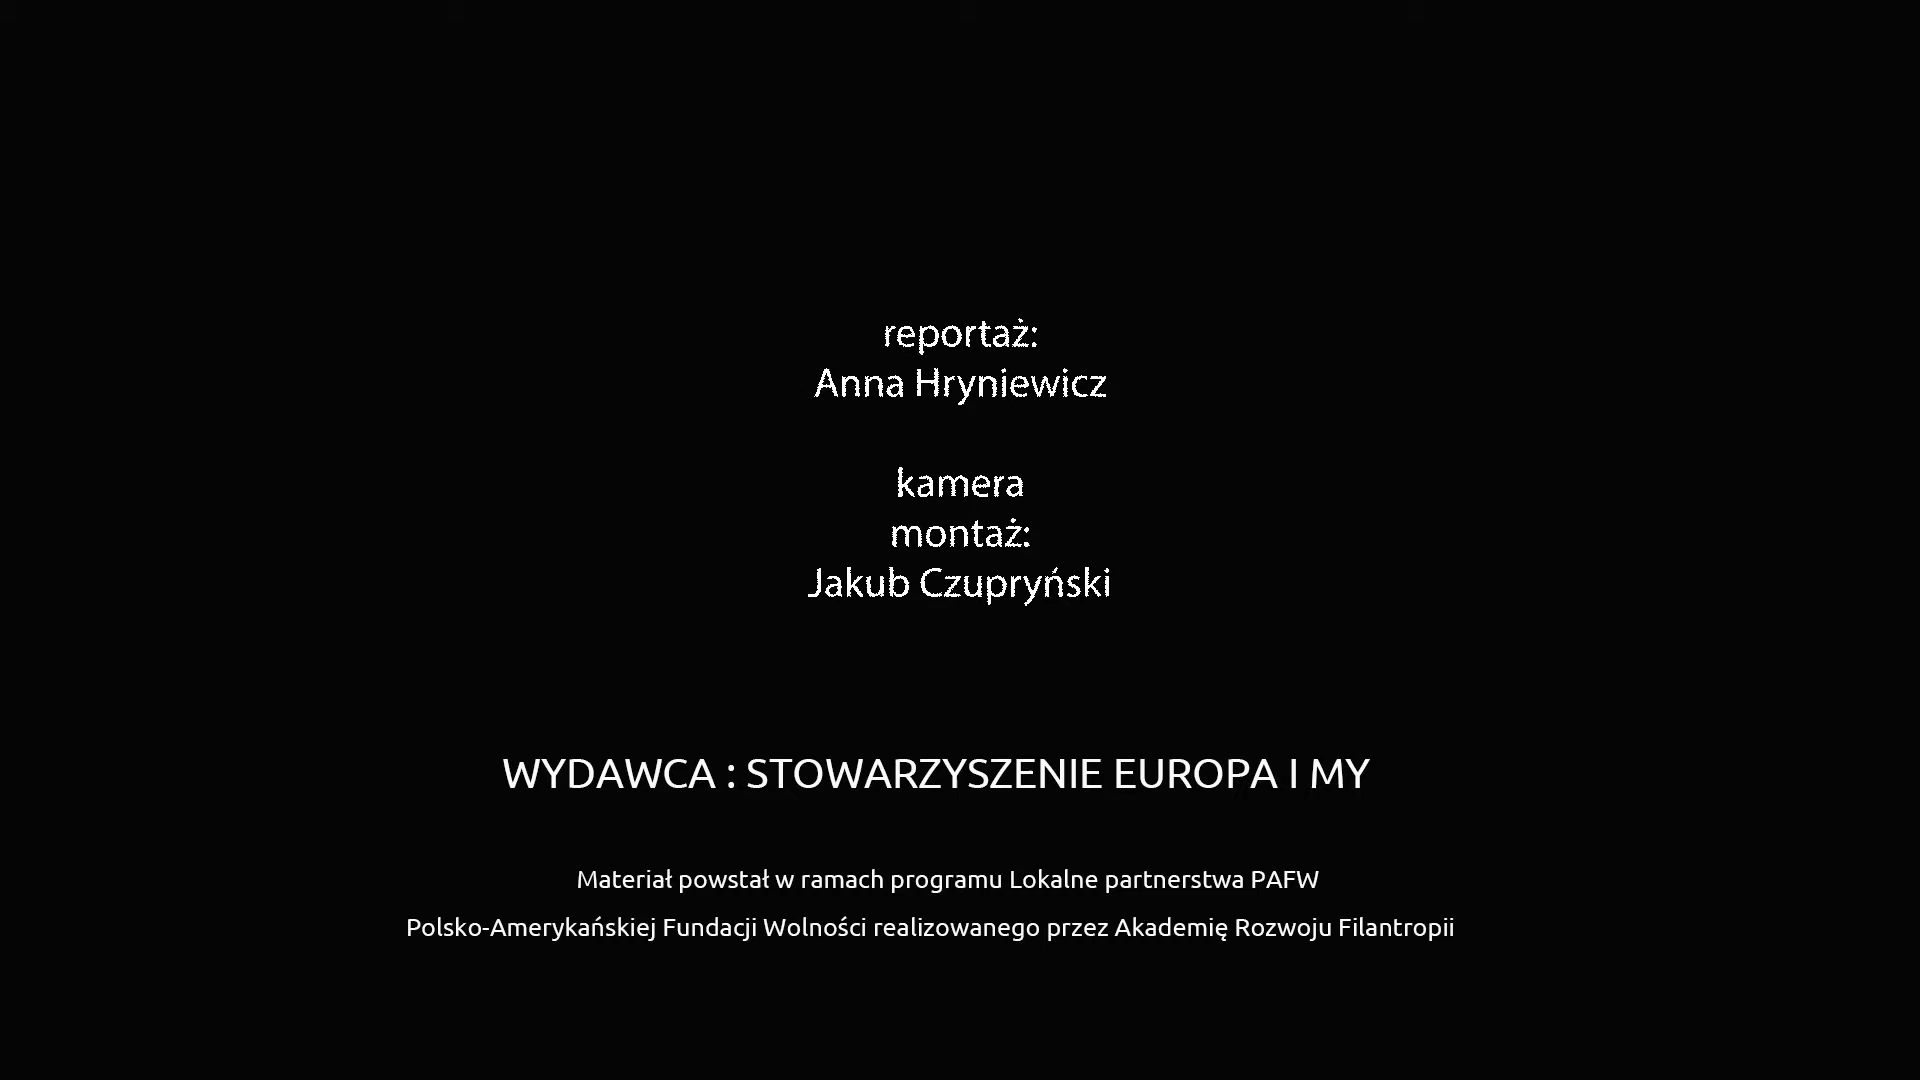 reportaż:
Anna Hryniewicz
kamera
montaż:
Jakub Czupryński
WYDAWCA : STOWARZYSZENIE EUROPA I MY
Materiał powstał w ramach programu Lokalne partnerstwa PAFW
Polsko-Amerykańskiej Fundacji Wolności realizowanego przez Akademię Rozwoju Filantropii